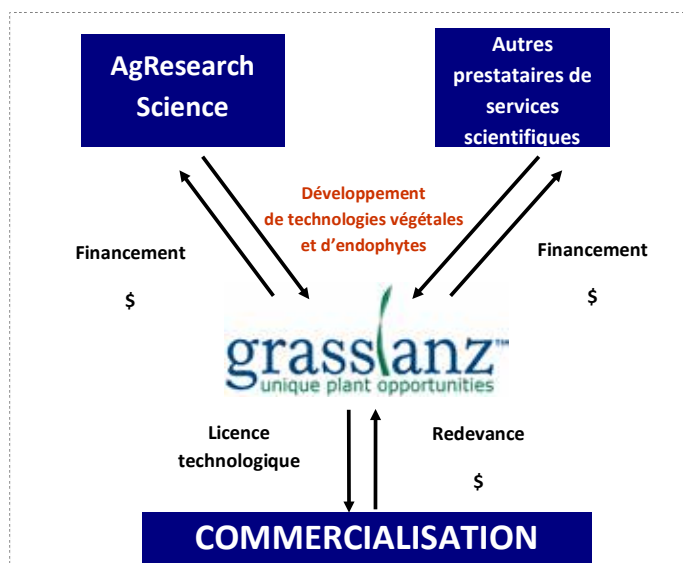 AgResearch
Science
Autres
prestataires de
services
scientifiques
Développement
de technologies végétales
et d'endophytes
Financement
$
Financement
$
grasslanz™
unique plant opportunities
Licence
technologique
Redevance
$
COMMERCIALISATION